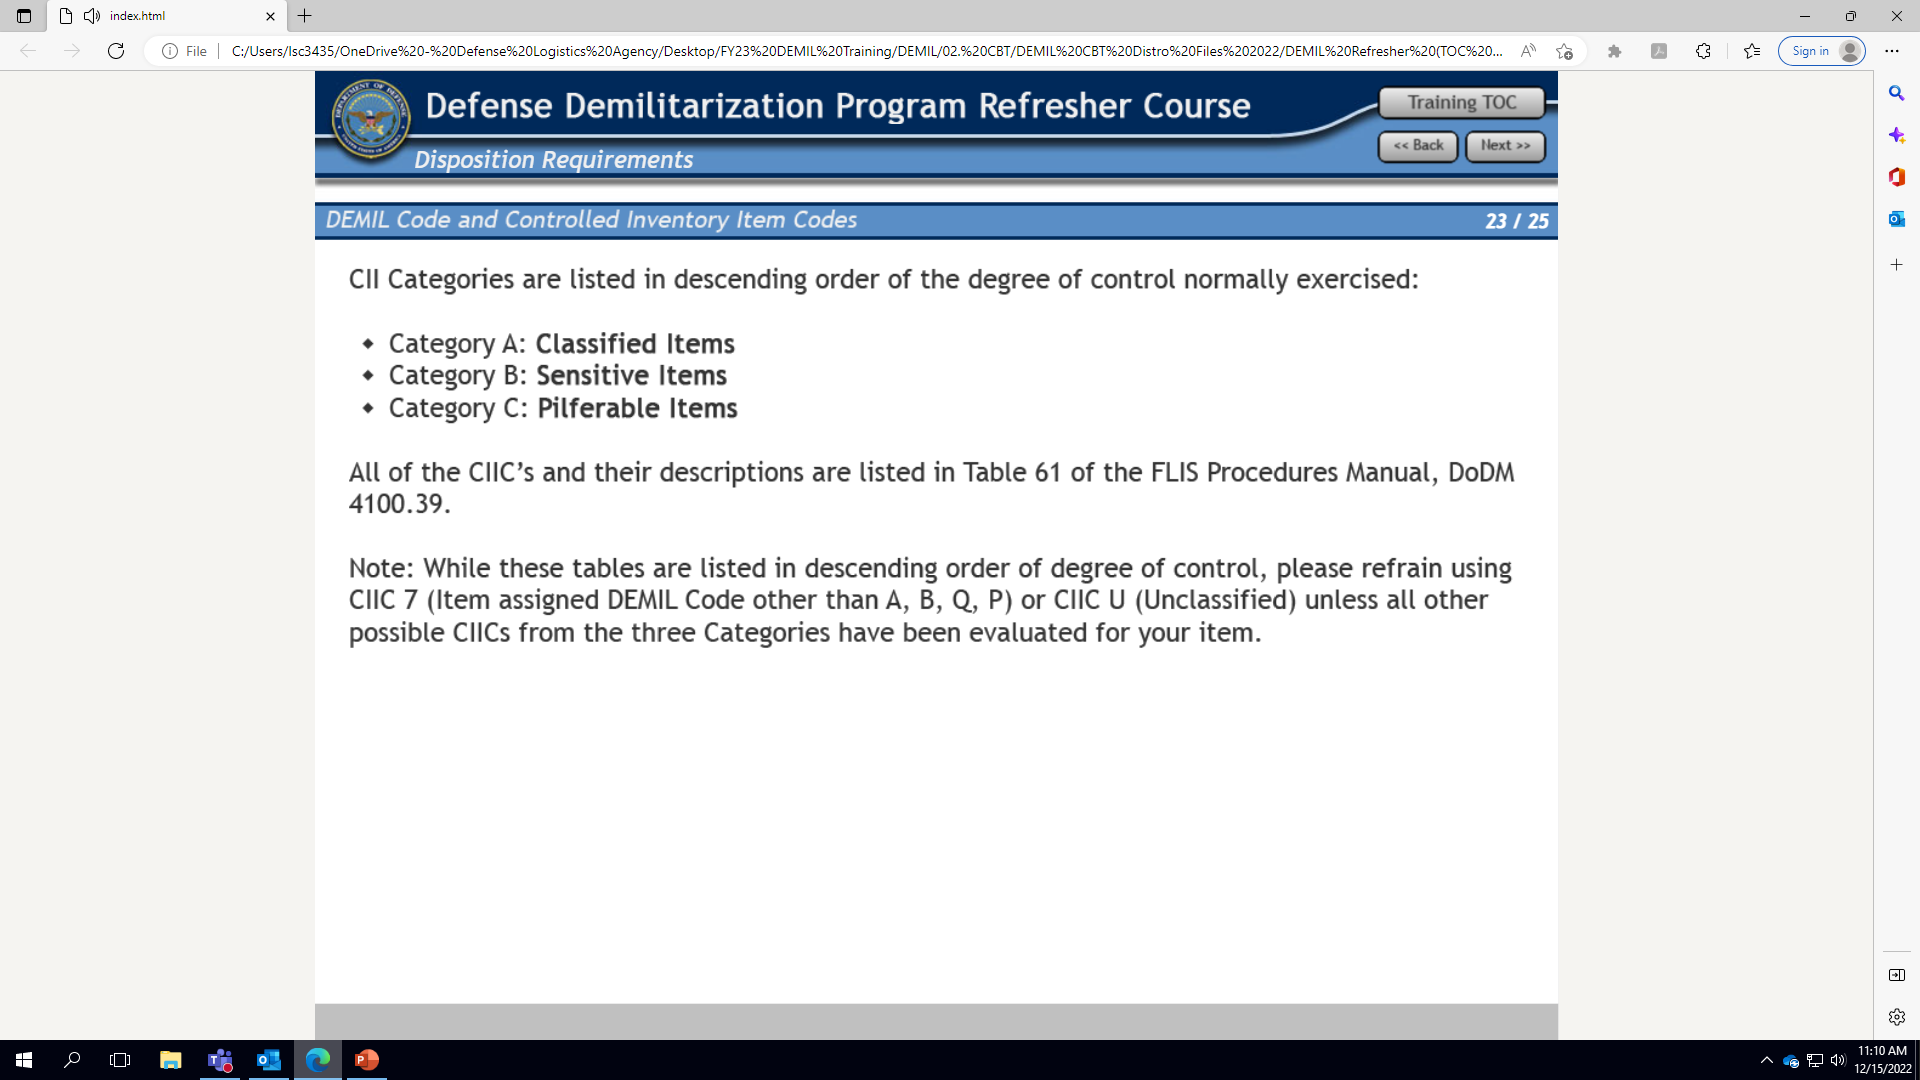 index.html
File
C:/Users/lsc3435/OneDrive%20-%20Defense%20Logistics%20Agency/Desktop/FY23%20DEMIL%20Training/DEMIL/02.%20CBT/DEMIL%20CBT%20Distro%20Files%202022/DEMIL%20Refresher%20(TOC%20...
Sign in
Defense Demilitarization Program Refresher Course
Training TOC
<< Back
Next >>
Disposition Requirements
DEMIL Code and Controlled Inventory Item Codes
23 / 25
CII Categories are listed in descending order of the degree of control normally exercised:
Category A: Classified Items
Category B: Sensitive Items
Category C: Pilferable Items
All of the CIIC’s and their descriptions are listed in Table 61 of the FLIS Procedures Manual, DoDM
4100.39.
Note: While these tables are listed in descending order of degree of control, please refrain using
CIIC 7 (Item assigned DEMIL Code other than A, B, Q, P) or CIIC U (Unclassified) unless all other
possible CIICs from the three Categories have been evaluated for your item.
11:10 AM
12/15/2022